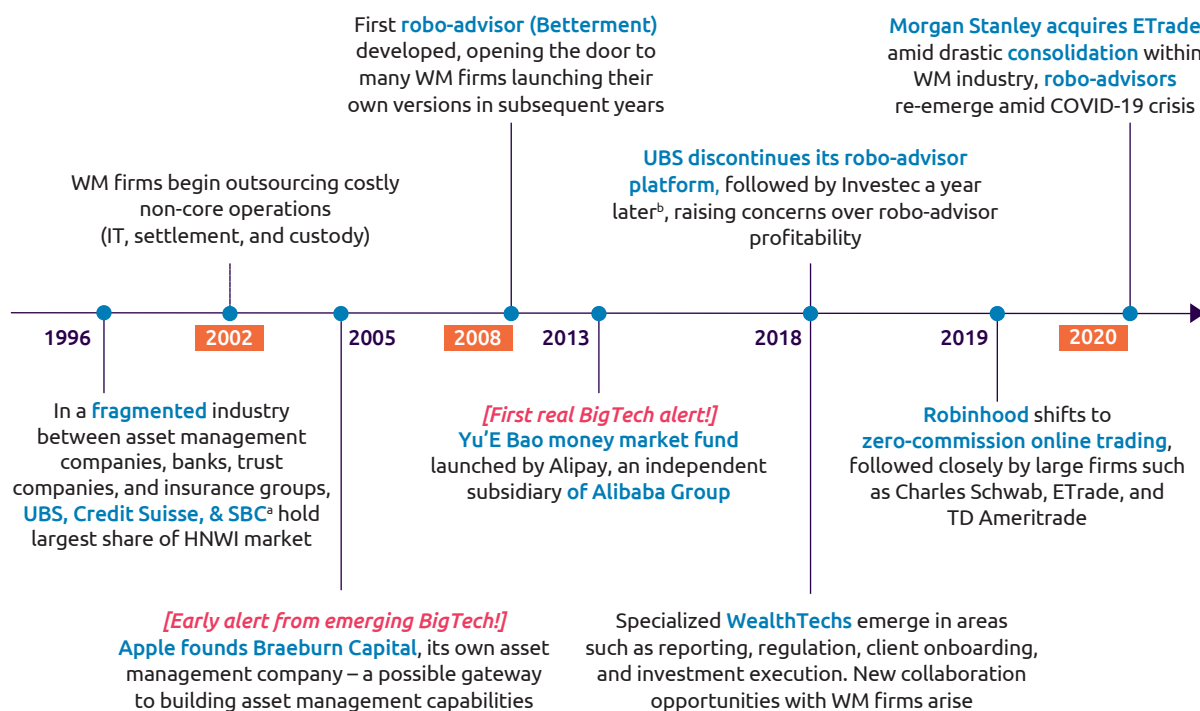 First robo-advisor (Betterment)
developed, opening the door to
many WM firms launching their
own versions in subsequent years
Morgan Stanley acquires ETrade
amid drastic consolidation within
WM industry, robo-advisors
re-emerge amid COVID-19 crisis
WM firms begin outsourcing costly
non-core operations
(IT, settlement, and custody)
UBS discontinues its robo-advisor
platform, followed by Investec a year
laterᵇ, raising concerns over robo-advisor
profitability
1996
2002
2005
2008
2013
2018
2019
2020
In a fragmented industry
between asset management
companies, banks, trust
companies, and insurance groups,
UBS, Credit Suisse, & SBCᵃ hold
largest share of HNWI market
[First real BigTech alert!]
Yu’E Bao money market fund
launched by Alipay, an independent
subsidiary of Alibaba Group
Robinhood shifts to
zero-commission online trading,
followed closely by large firms such
as Charles Schwab, ETrade, and
TD Ameritrade
[Early alert from emerging BigTech!]
Apple founds Braeburn Capital, its own asset
management company – a possible gateway
to building asset management capabilities
Specialized WealthTechs emerge in areas
such as reporting, regulation, client onboarding,
and investment execution. New collaboration
opportunities with WM firms arise